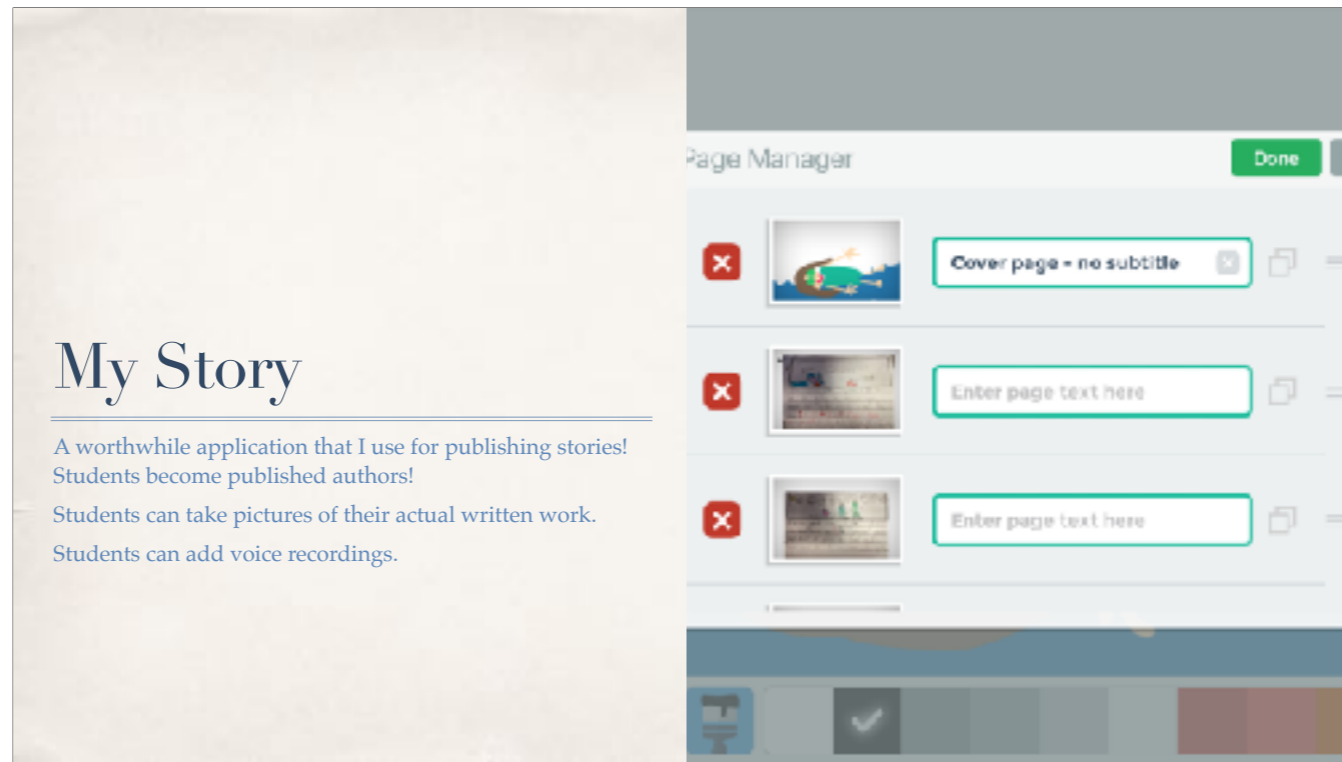 My Story
A worthwhile application that I use for publishing stories!
Students become published authors!
Students can take pictures of their actual written work.
Students can add voice recordings.
Page Manager
Done
Cover page - no subtitle
Enter page text here
Enter page text here